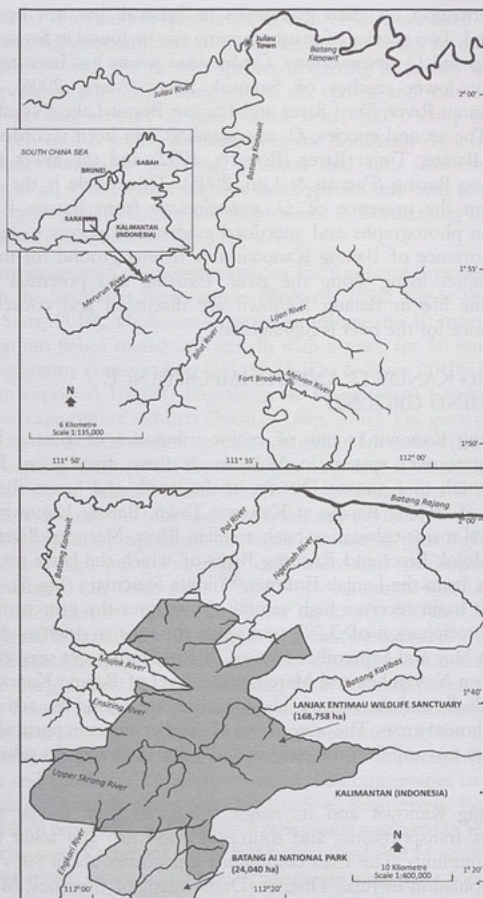 Julau
Town
Batang
Kanowit
Julau River
2° 00'
SOUTH CHINA SEA
BRUNEI
SABAH
SARAWAK
KALIMANTAN
(INDONESIA)
Batang Kanowit
1° 55'
Meluan River
Lijan River
Bilat River
Fort Brooke
Meluan River
N
6 Kilometre
Scale 1:135,000
1° 50'
111° 50'
111° 55'
112° 00'
Batang Rajang
2° 00'
Batang Kanowit
Poi River
Ngemah River
Mujok River
Batang Katibas
Ensiring River
LANJAK ENTIMAU WILDLIFE SANCTUARY
(168,758 ha)
1° 40'
Upper Skrang River
KALIMANTAN (INDONESIA)
Engkari River
N
BATANG AI NATIONAL PARK
(24,040 ha)
10 Kilometre
Scale 1:400,000
1° 20'
112° 00'
112° 20'